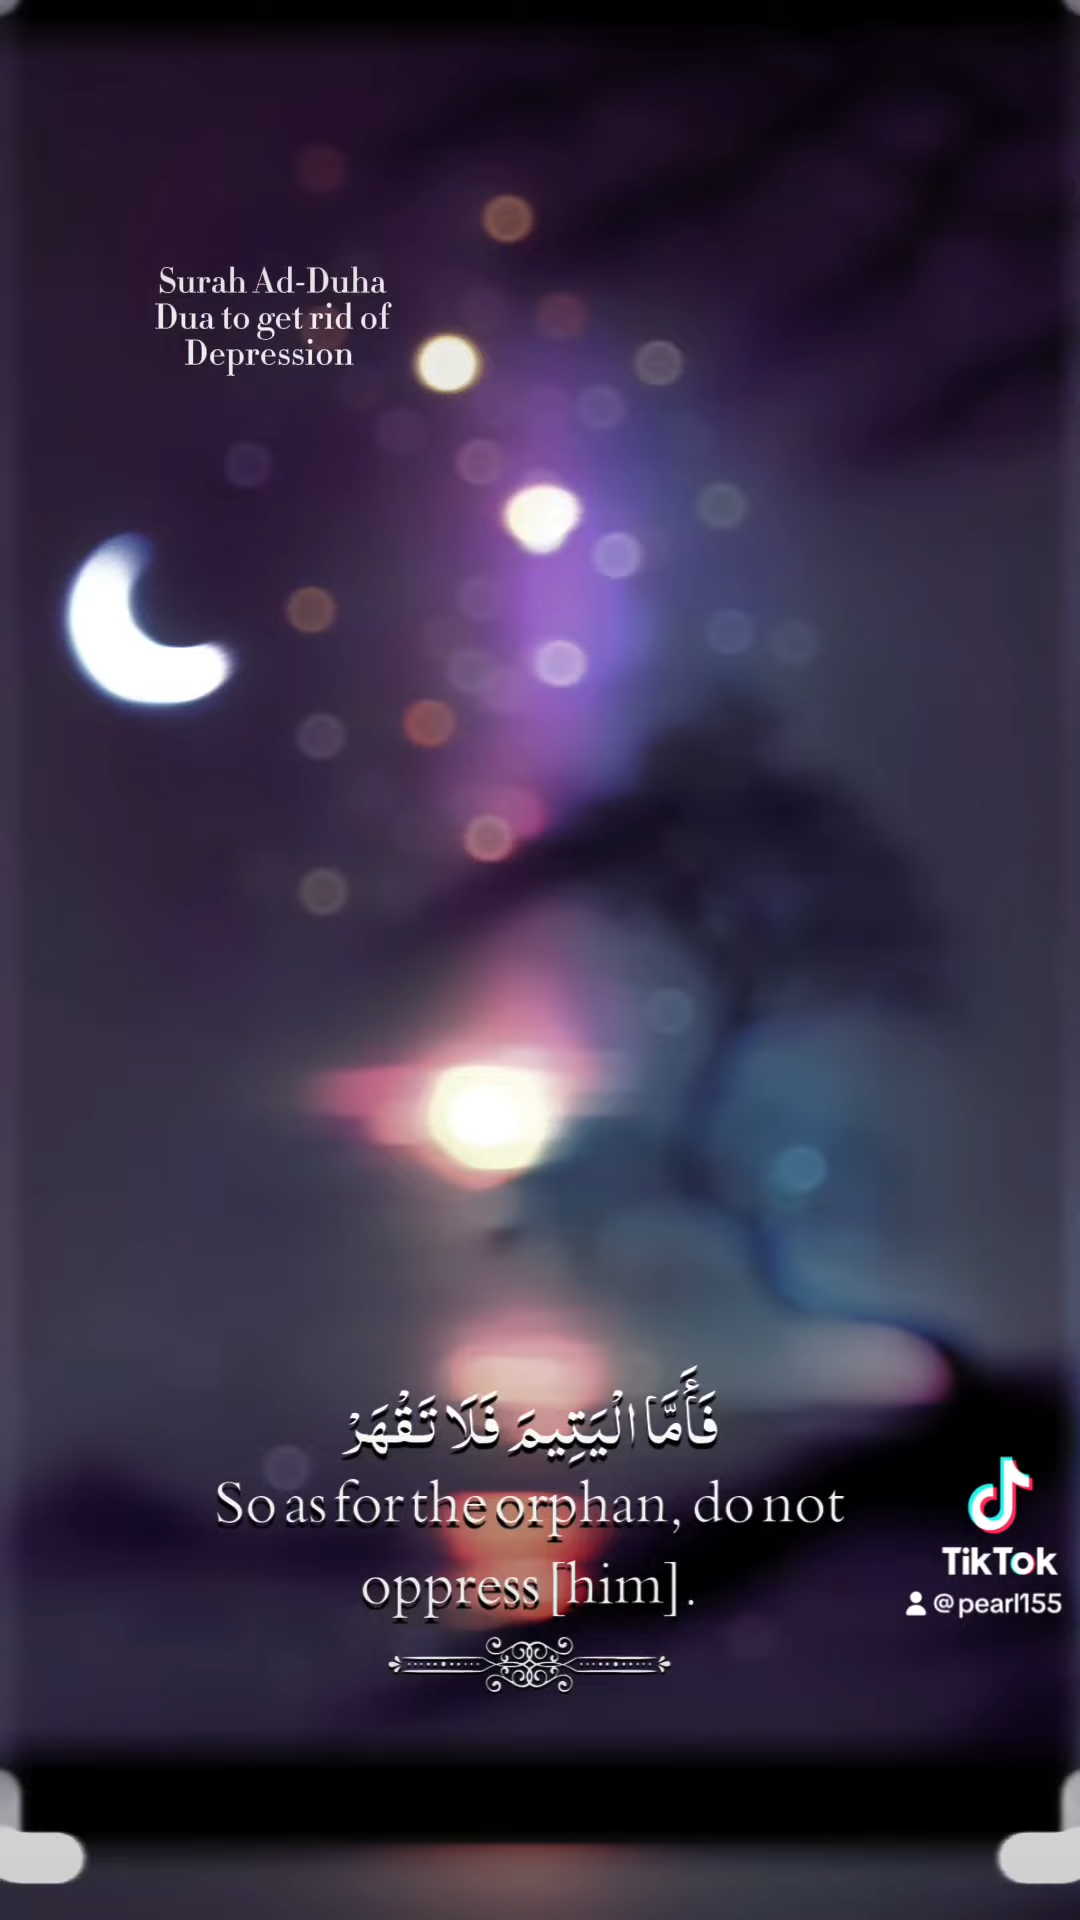 Surah Ad-Duha
Dua to get rid of
Depression
فَأَمَّا الْيَتِيمَ فَلَا تَقْهَرْ
So as for the orphan, do not
oppress [him].
TikTok
@pearl155